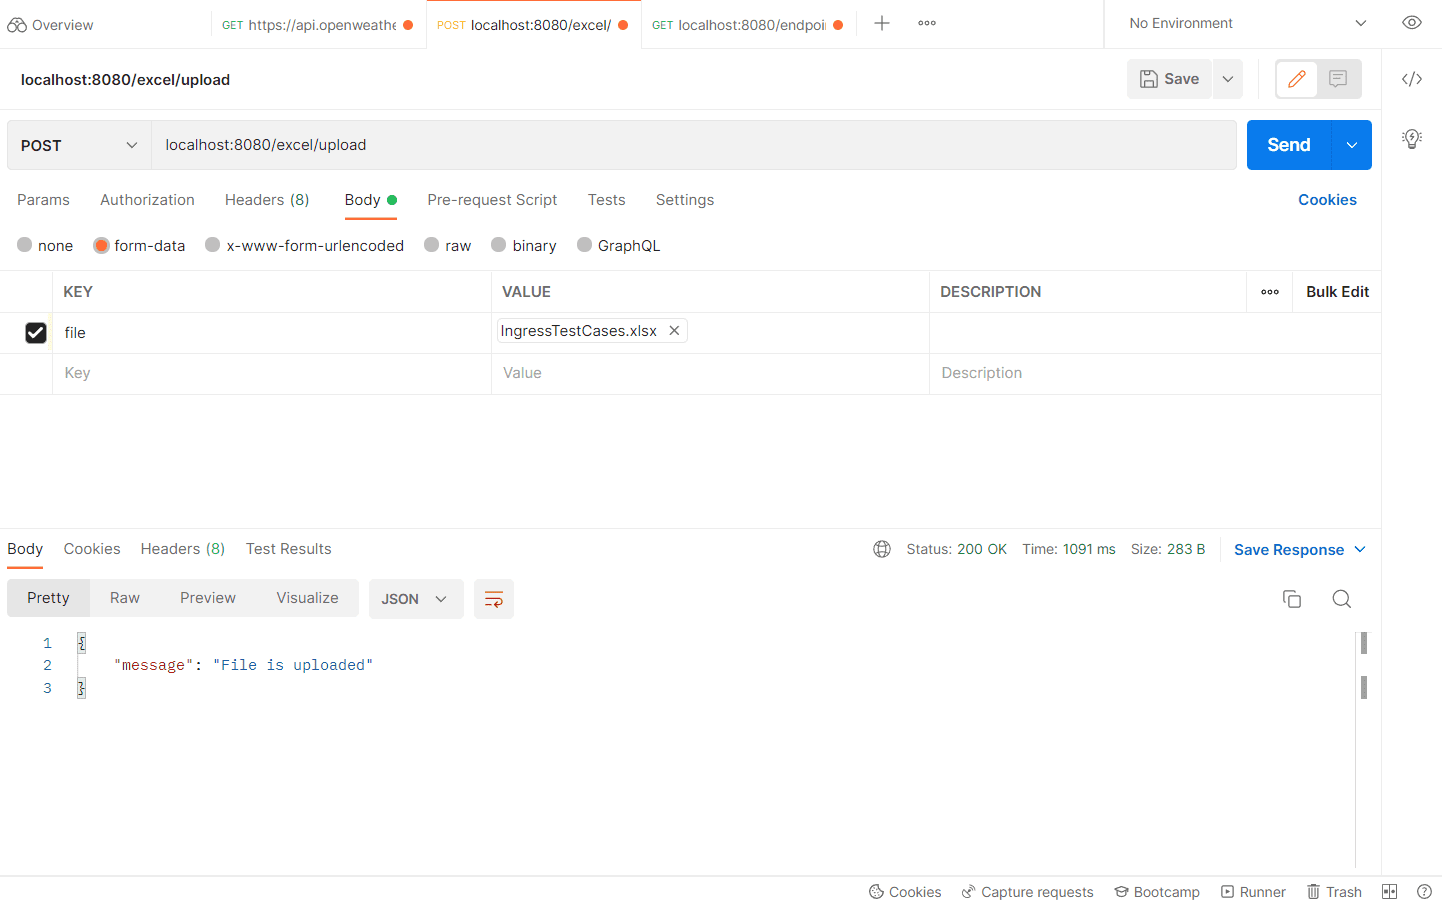 Overview GET https://api.openweathe POST localhost:8080/excel/ GET localhost:8080/endpoi No Environment
localhost:8080/excel/upload Save
POST localhost:8080/excel/upload Send
Params Authorization Headers (8) Body Pre-request Script Tests Settings Cookies
none form-data x-www-form-urlencoded raw binary GraphQL
KEY VALUE DESCRIPTION Bulk Edit
file IngressTestCases.xlsx
Key Value Description
Body Cookies Headers (8) Test Results Status: 200 OK Time: 1091 ms Size: 283 B Save Response
Pretty Raw Preview Visualize JSON
1 {
2 "message": "File is uploaded"
3 }
Cookies Capture requests Bootcamp Runner Trash